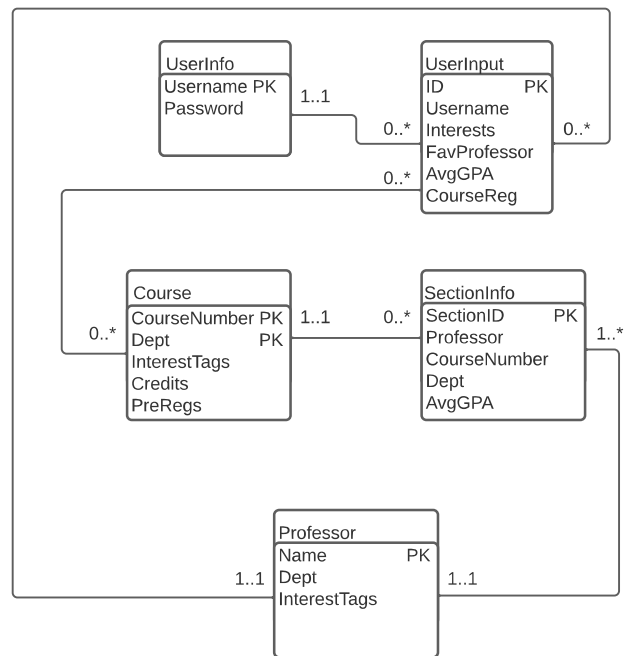 UserInfo
Username PK
Password
1..1
0..*
UserInput
ID PK
Username
Interests
FavProfessor
AvgGPA
CourseReg
0..*
0..*
Course
CourseNumber PK
Dept PK
InterestTags
Credits
PreRegs
0..*
1..1
0..*
SectionInfo
SectionID PK
Professor
CourseNumber
Dept
AvgGPA
1..*
Professor
Name PK
Dept
InterestTags
1..1
1..1